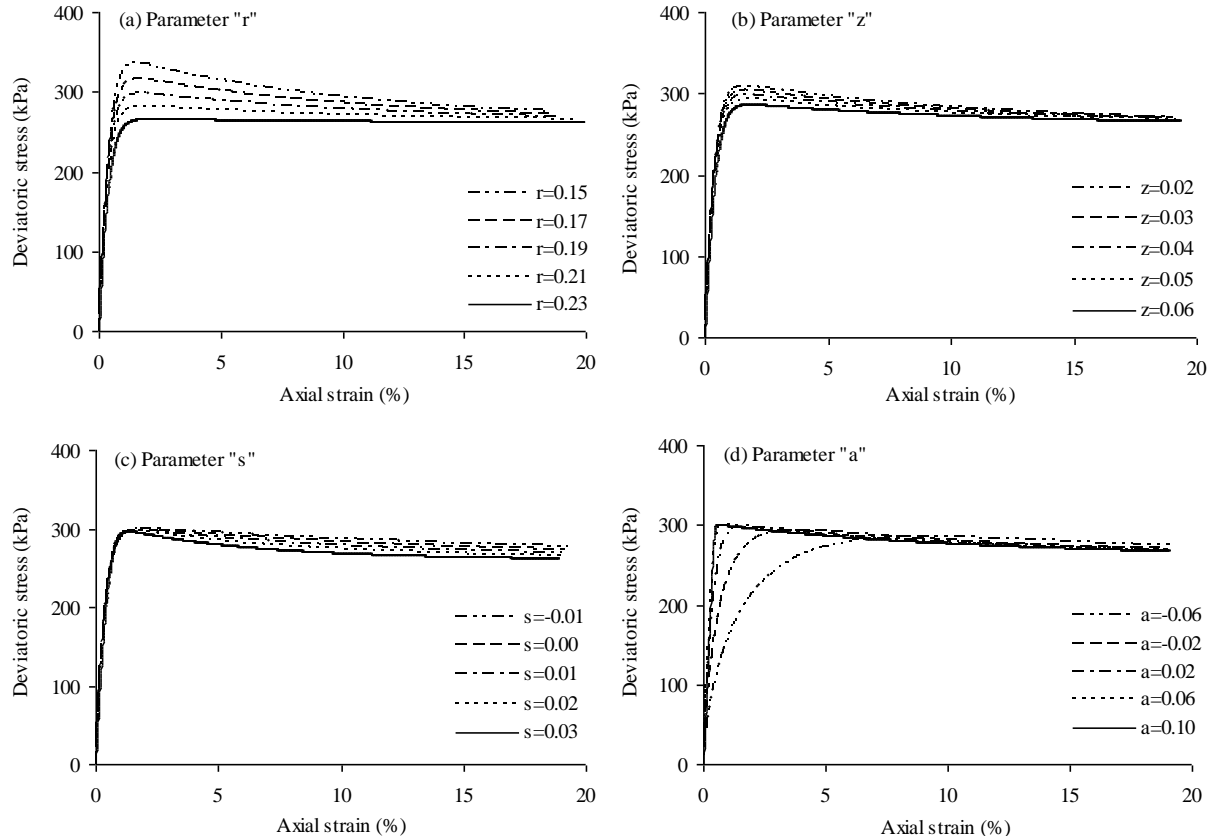 (a) Parameter "r"
400
300
200
100
0
Deviatoric stress (kPa)
r=0.15
r=0.17
r=0.19
r=0.21
r=0.23
0 5 10 15 20
Axial strain (%)
(b) Parameter "z"
400
300
200
100
0
Deviatoric stress (kPa)
z=0.02
z=0.03
z=0.04
z=0.05
z=0.06
0 5 10 15 20
Axial strain (%)
(c) Parameter "s"
400
300
200
100
0
Deviatoric stress (kPa)
s=-0.01
s=0.00
s=0.01
s=0.02
s=0.03
0 5 10 15 20
Axial strain (%)
(d) Parameter "a"
400
300
200
100
0
Deviatoric stress (kPa)
a=-0.06
a=-0.02
a=0.02
a=0.06
a=0.10
0 5 10 15 20
Axial strain (%)